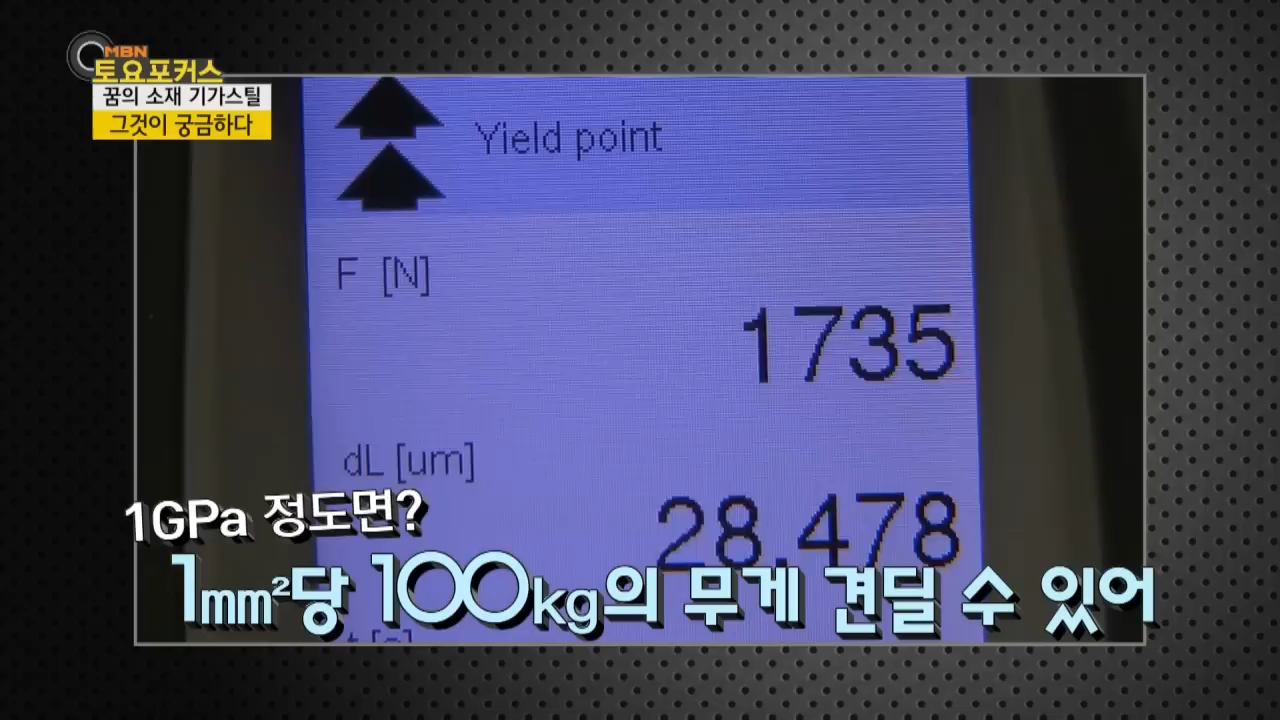 MBN
토요포커스
꿈의 소재 기가스틸
그것이 궁금하다
Yield point
F [N]
1735
dL [um]
28.478
1GPa 정도면?
1mm²당 100kg의 무게 견딜 수 있어